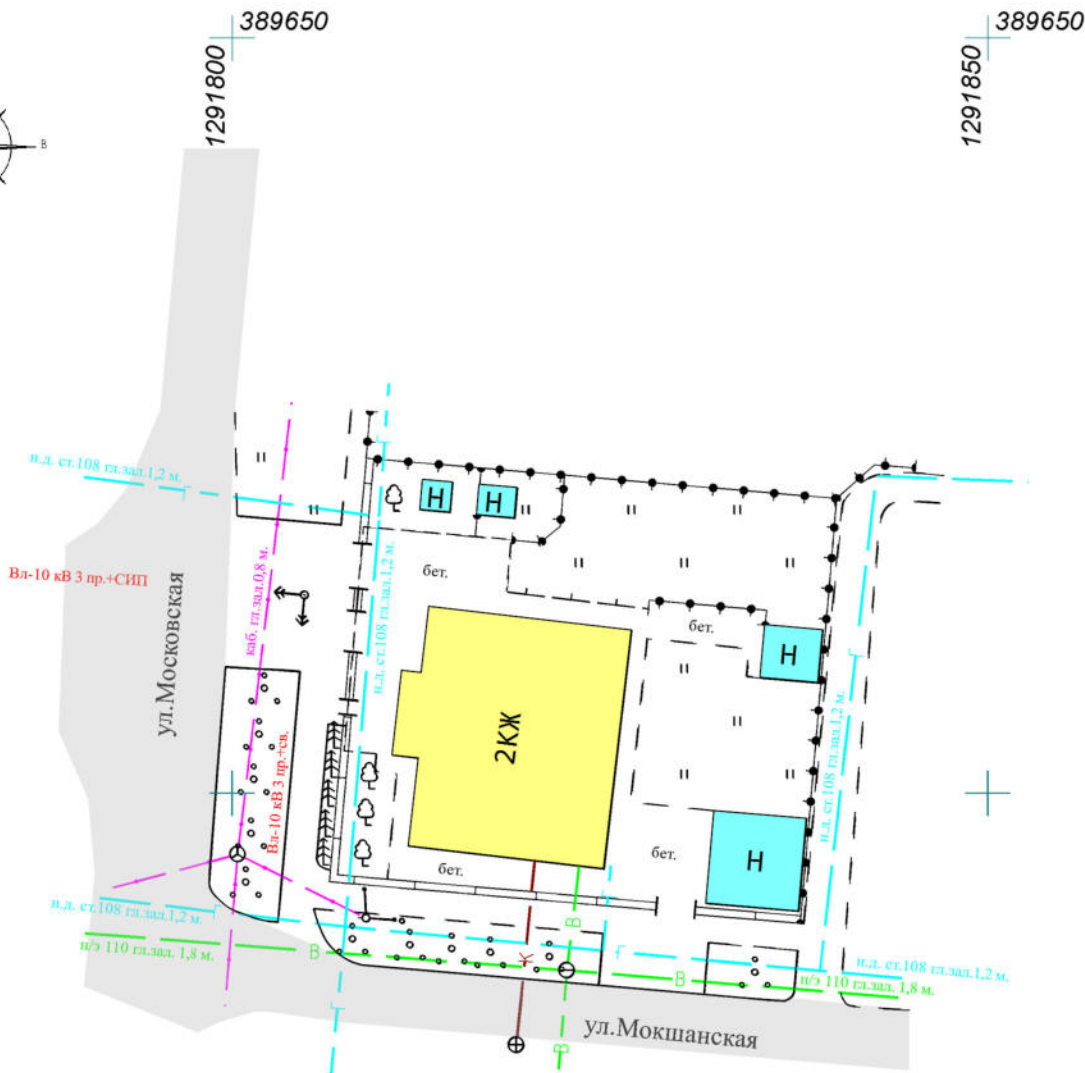 389650
389650
1291800
1291850
В
н.д. ст.108 гл.зал.1,2 м.
Вл-10 кВ 3 пр.+СИП
ул.Московская
каб. гл.зал.0,8 м.
Н
Н
бет.
н.д. ст.108 гл.зал.1,2 м.
бет.
Н
2КЖ
н.д. ст.108 гл.зал.1,2 м.
Вл-10 кВ 3 пр.+св.
бет.
бет.
Н
н.д. ст.108 гл.зал.1,2 м.
п/э 110 гл.зал. 1,8 м.
В
В
К
В
н.д. ст.108 гл.зал.1,2 м.
п/э 110 гл.зал. 1,8 м.
ул.Мокшанская
В